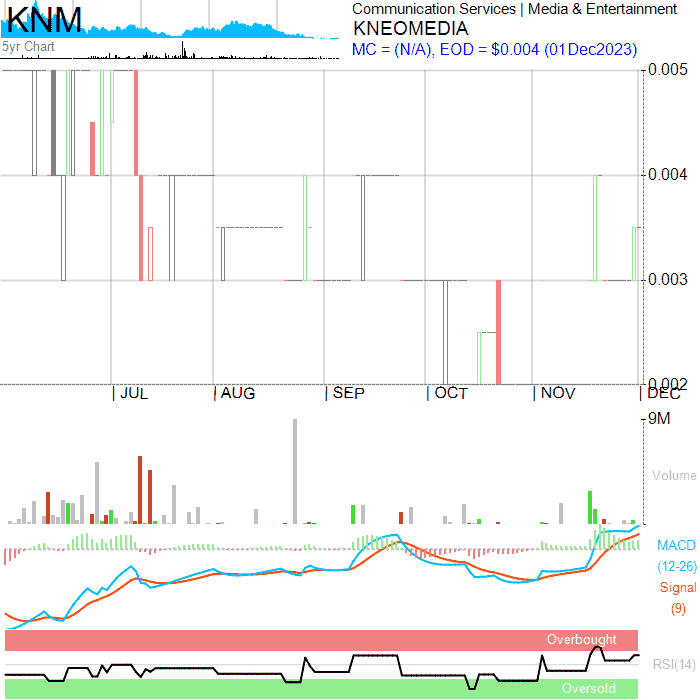 KNM
5yr Chart
Communication Services | Media & Entertainment
KNEOMEDIA
MC = (N/A), EOD = $0.004 (01Dec2023)
0.005
0.004
0.003
0.002
| JUL | AUG | SEP | OCT | NOV | DEC
9M
Volume
MACD
(12-26)
Signal
(9)
Overbought
RSI(14)
Oversold